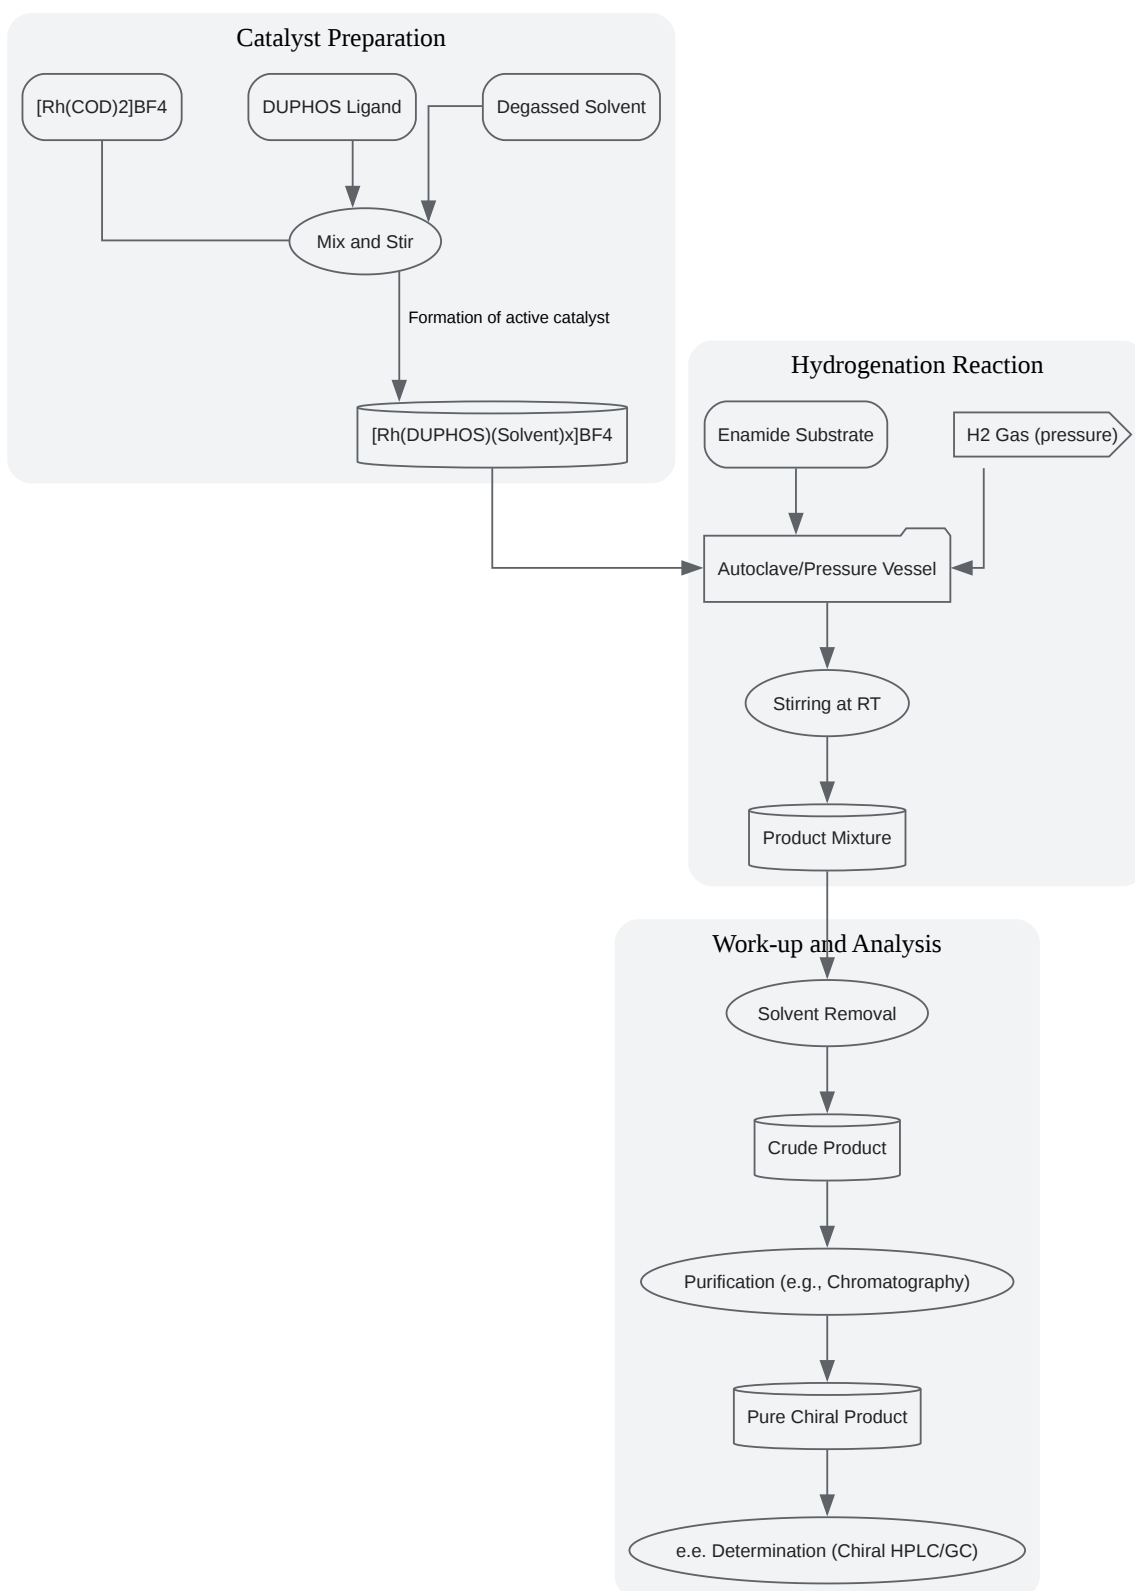 Catalyst Preparation
[Rh(COD)2]BF4
DUPHOS Ligand
Degassed Solvent
Mix and Stir
Formation of active catalyst
[Rh(DUPHOS)(Solvent)x]BF4
Hydrogenation Reaction
Enamide Substrate
H2 Gas (pressure)
Autoclave/Pressure Vessel
Stirring at RT
Product Mixture
Work-up and Analysis
Solvent Removal
Crude Product
Purification (e.g., Chromatography)
Pure Chiral Product
e.e. Determination (Chiral HPLC/GC)